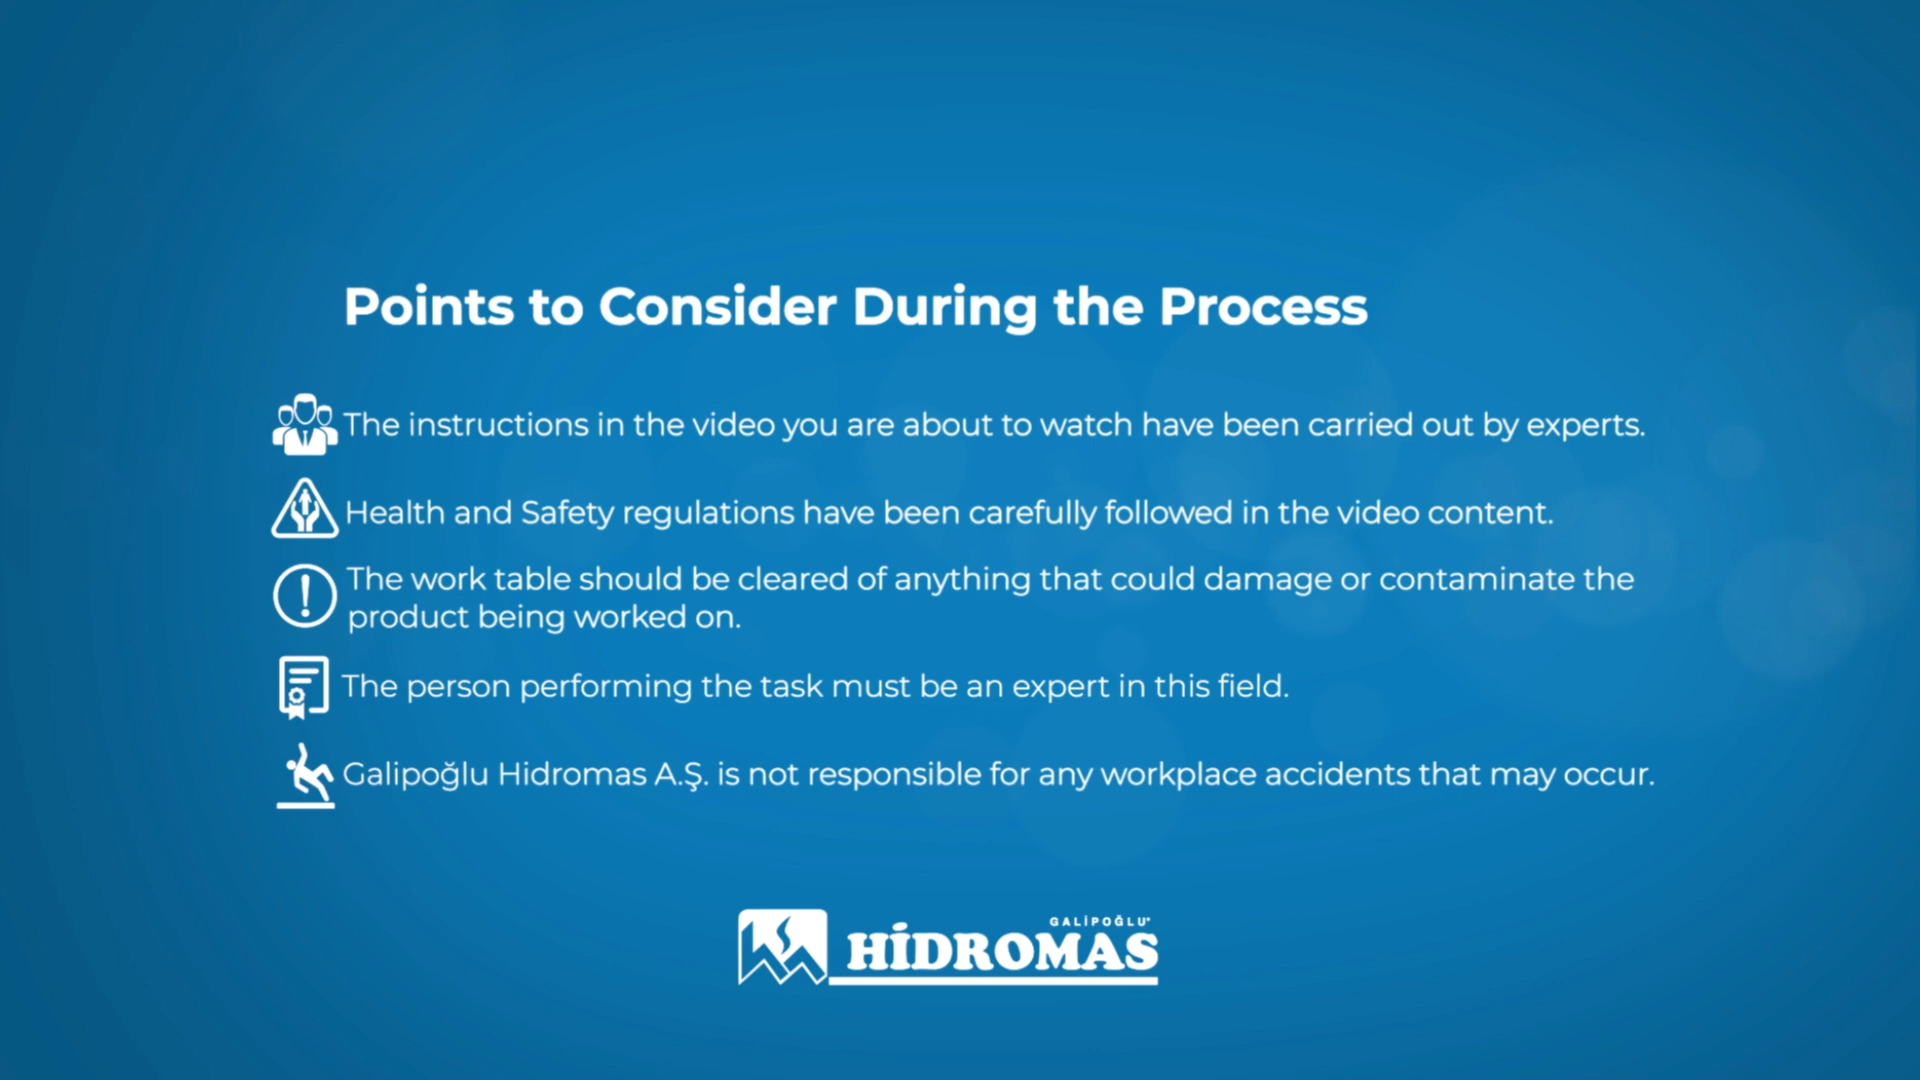 Points to Consider During the Process
The instructions in the video you are about to watch have been carried out by experts.
Health and Safety regulations have been carefully followed in the video content.
The work table should be cleared of anything that could damage or contaminate the
product being worked on.
The person performing the task must be an expert in this field.
Galipoğlu Hidromas A.Ş. is not responsible for any workplace accidents that may occur.
GALİPOĞLU®
HİDROMAS